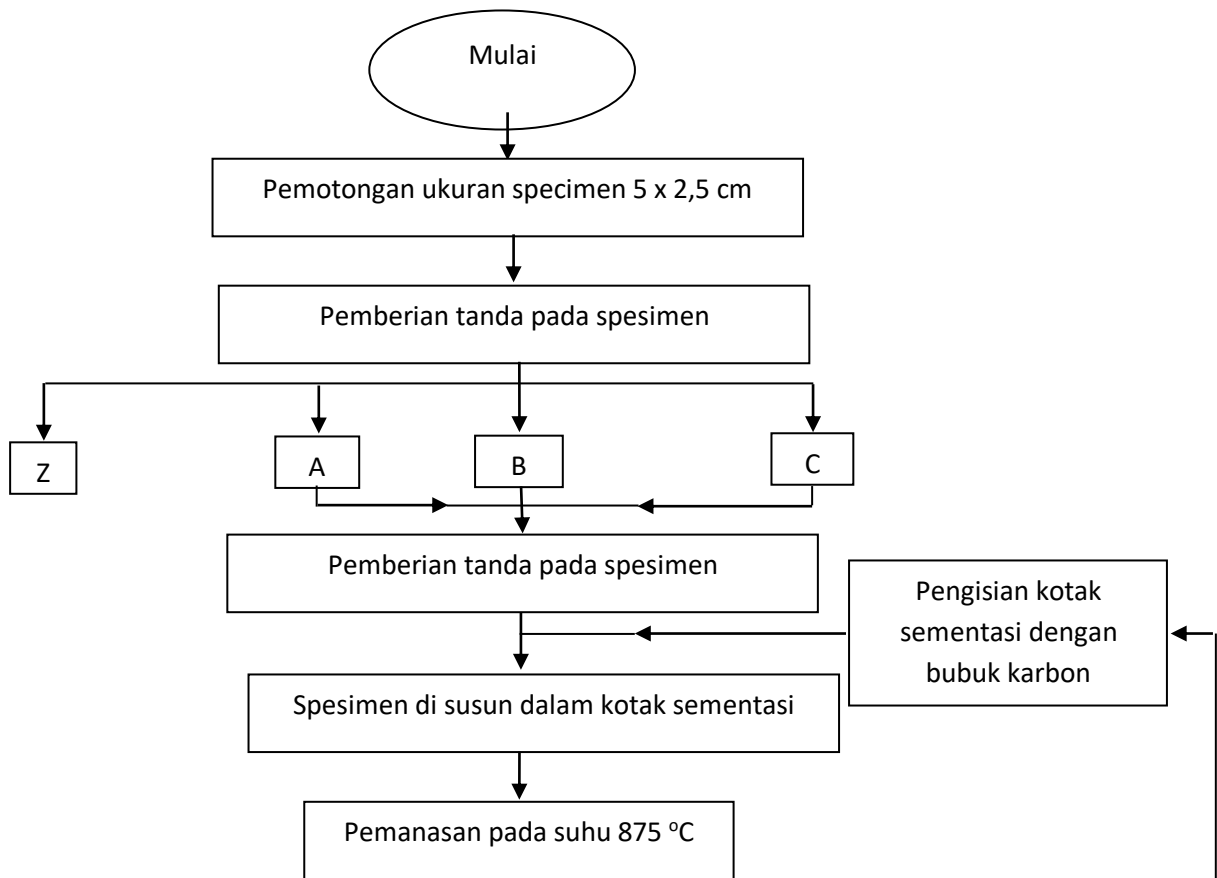 Mulai
Pemotongan ukuran specimen 5 x 2,5 cm
Pemberian tanda pada spesimen
Z
A
B
C
Pemberian tanda pada spesimen
Pengisian kotak
sementasi dengan
bubuk karbon
Spesimen di susun dalam kotak sementasi
Pemanasan pada suhu 875 °C